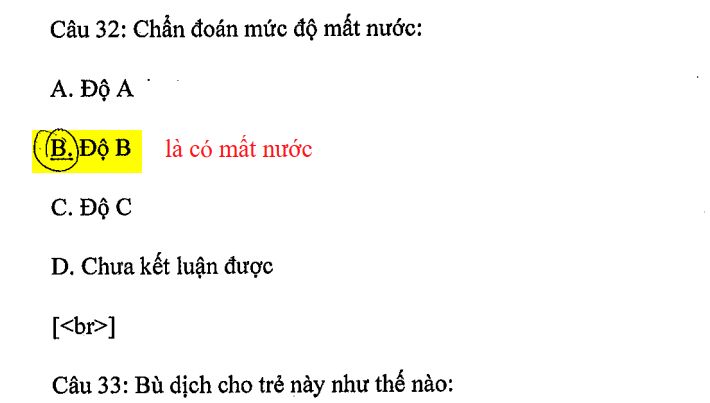 Câu 32: Chẩn đoán mức độ mất nước:
A. Độ A
B. Độ B là có mất nước
C. Độ C
D. Chưa kết luận được
[<br>]
Câu 33: Bù dịch cho trẻ này như thế nào: